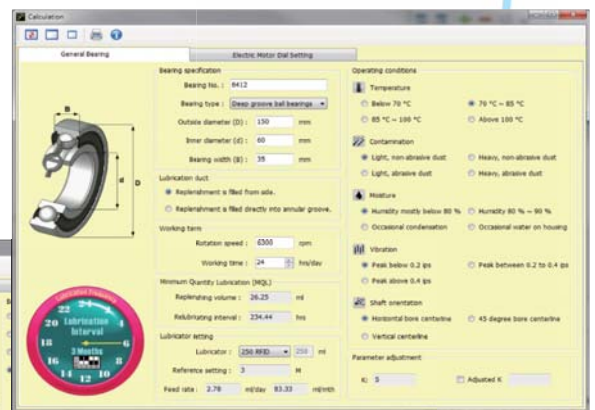 Calculation
General Bearing
Electric Motor Dial Setting
B
d
D
Bearing specification
Bearing No. : 6412
Bearing type : Deep groove ball bearings
Outside diameter (D) : 150 mm
Inner diameter (d) : 60 mm
Bearing width (B) : 35 mm
Lubrication duct
Replenishment is filled from side.
Replenishment is filled directly into annular groove.
Working term
Rotation speed : 6300 rpm
Working time : 24 hrs/day
Minimum Quantity Lubrication (MQL)
Replenishing volume : 26.25 ml
Relubricating interval : 234.44 hrs
Lubricator setting
Lubricator : 250 RFID 250 ml
Reference setting : 3 M
Feed rate : 2.78 ml/day 83.33 ml/mth
Operating conditions
Temperature
Below 70 °C 70 °C ~ 85 °C
85 °C ~ 100 °C Above 100 °C
Contamination
Light, non-abrasive dust Heavy, non-abrasive dust
Light, abrasive dust Heavy, abrasive dust
Moisture
Humidity mostly below 80 % Humidity 80 % ~ 90 %
Occasional condensation Occasional water on housing
Vibration
Peak below 0.2 ips Peak between 0.2 to 0.4 ips
Peak above 0.4 ips
Shaft orientation
Horizontal bore centerline 45 degree bore centerline
Vertical centerline
Parameter adjustment
K: 5 Adjusted K
Lubrication Frequency
24
22
20 Lubrication 4
Interval
18 6
3 Months
16 8
14 12 10